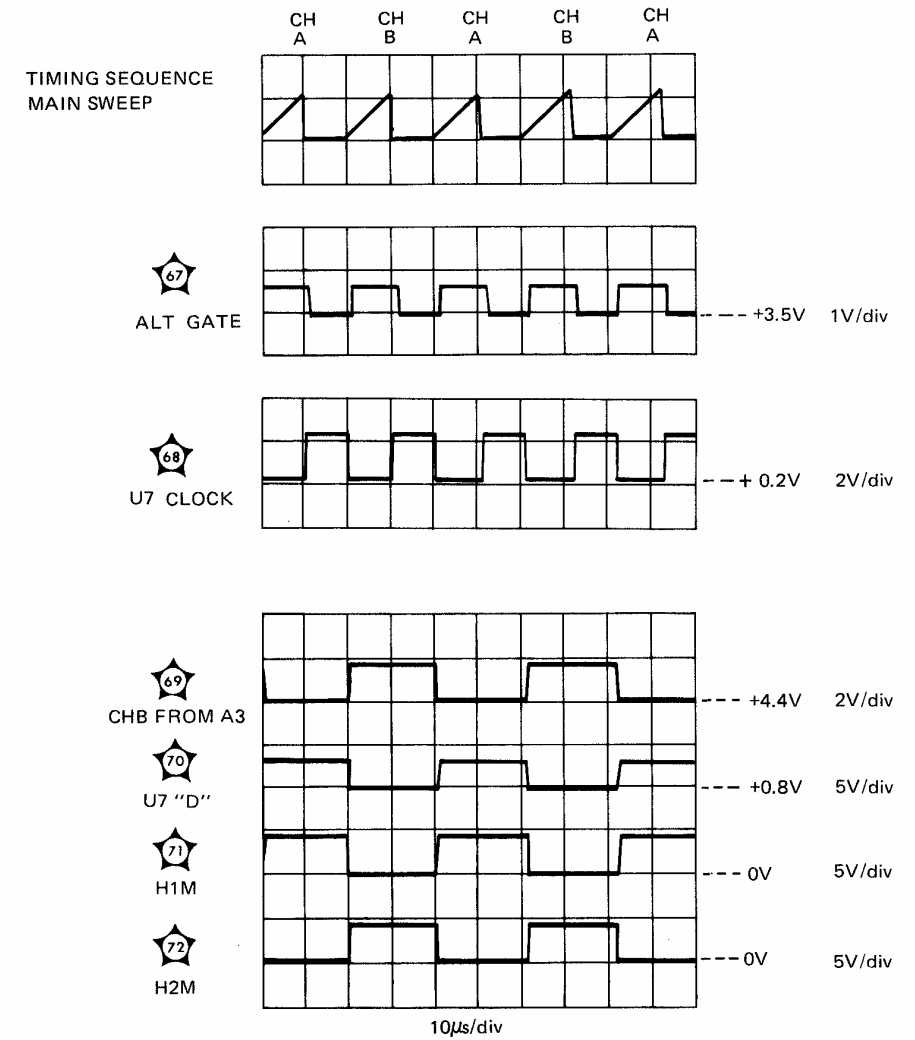 CH CH CH CH CH
A B A B A
TIMING SEQUENCE
MAIN SWEEP
67
ALT GATE
--- +3.5V 1V/div
68
U7 CLOCK
--+ 0.2V 2V/div
69
CHB FROM A3
--- +4.4V 2V/div
70
U7 "D"
--- +0.8V 5V/div
71
H1M
--- 0V 5V/div
72
H2M
--- 0V 5V/div
10µs/div